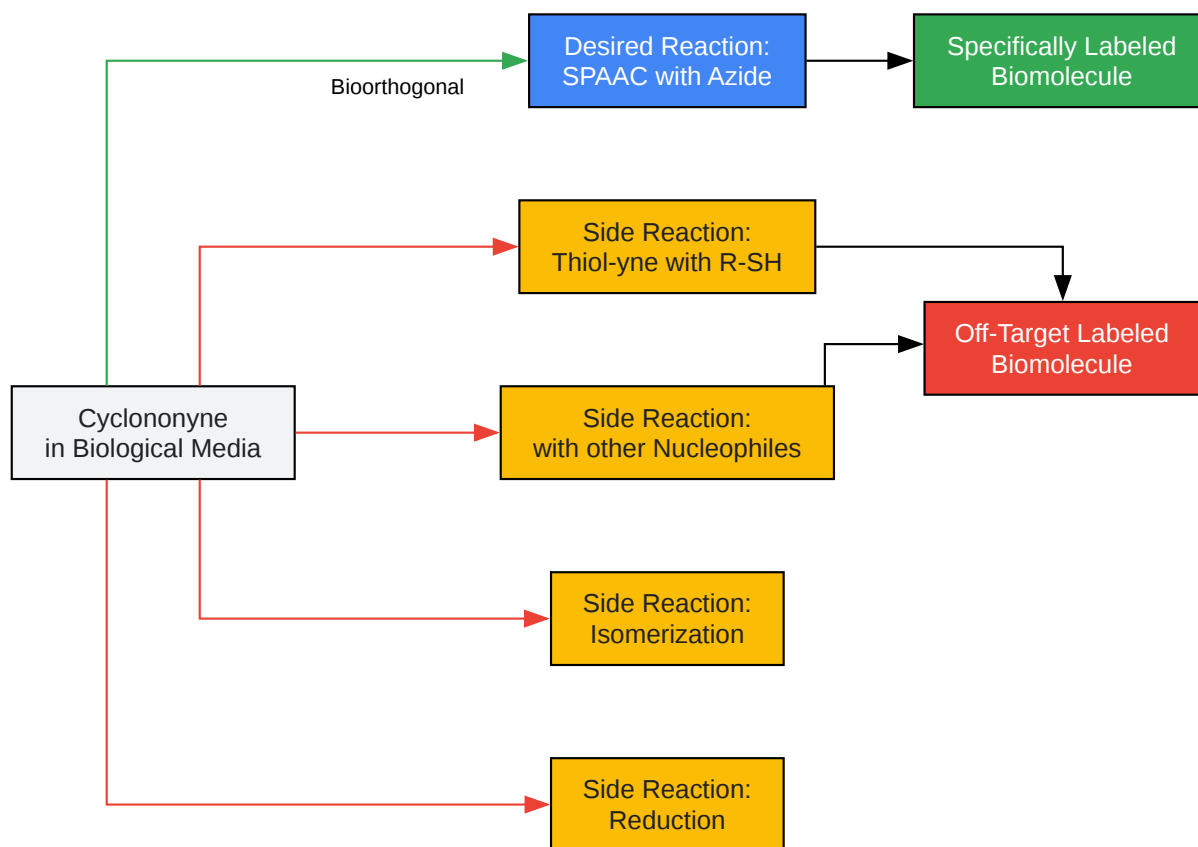 Desired Reaction:
SPAAC with Azide
Specifically Labeled
Biomolecule
Bioorthogonal
Side Reaction:
Thiol-yne with R-SH
Off-Target Labeled
Biomolecule
Cyclononyne
in Biological Media
Side Reaction:
with other Nucleophiles
Side Reaction:
Isomerization
Side Reaction:
Reduction